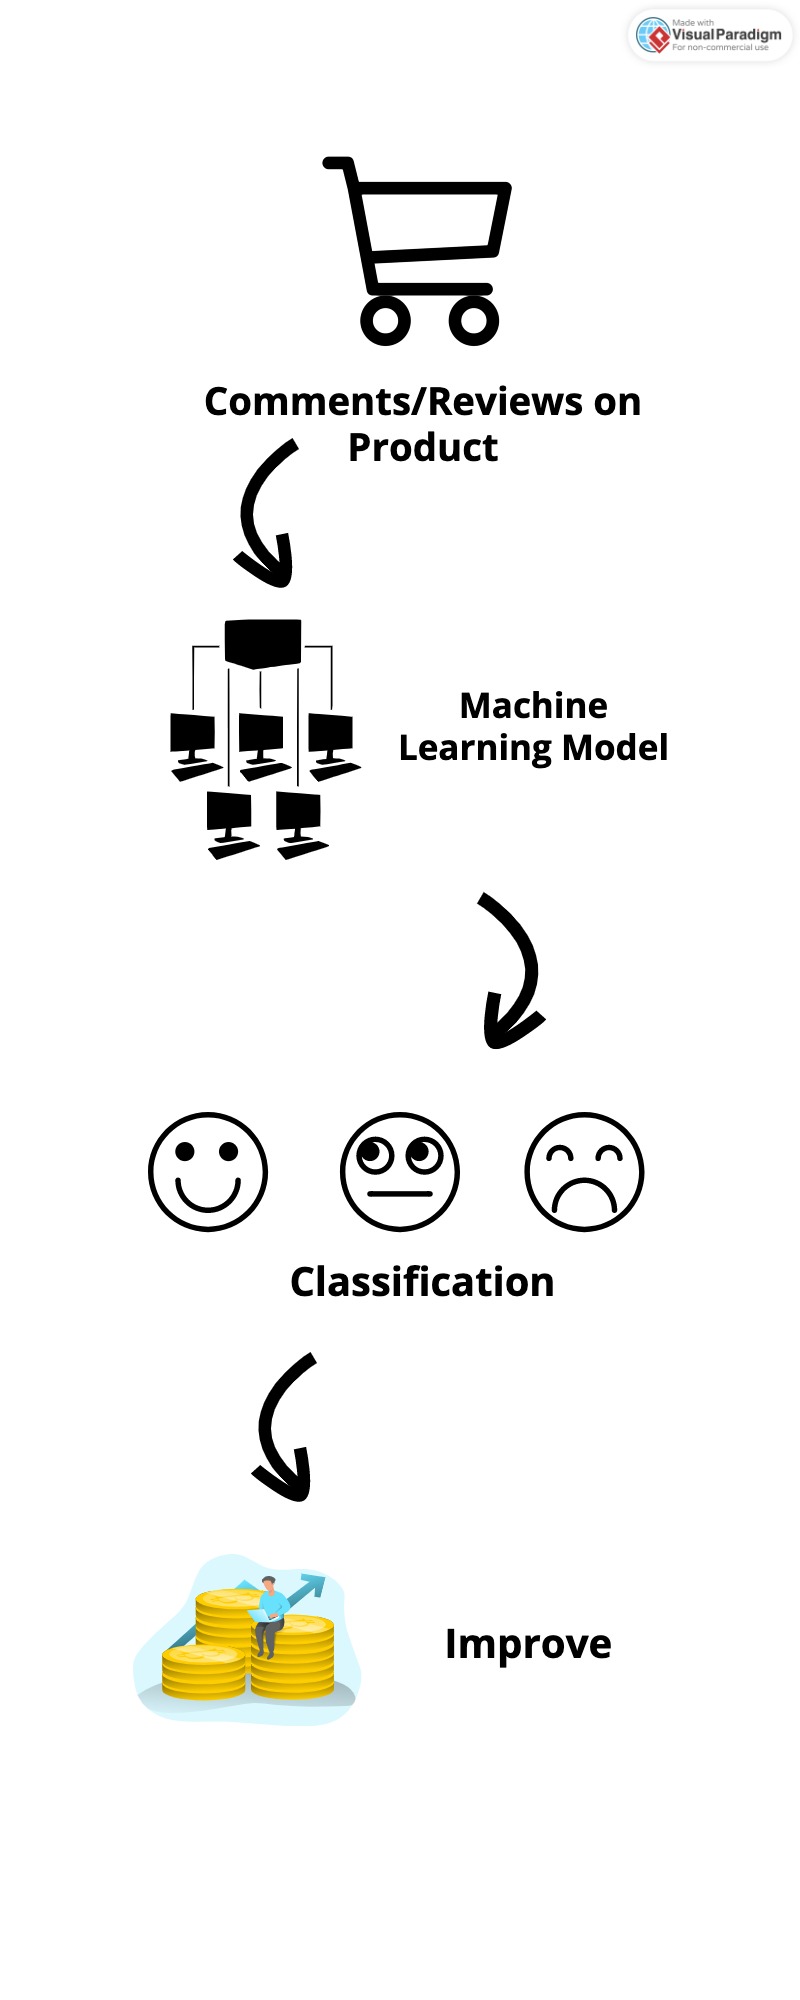 Made with
Visual Paradigm
For non-commercial use
Comments/Reviews on
Product
Machine
Learning Model
Classification
Improve